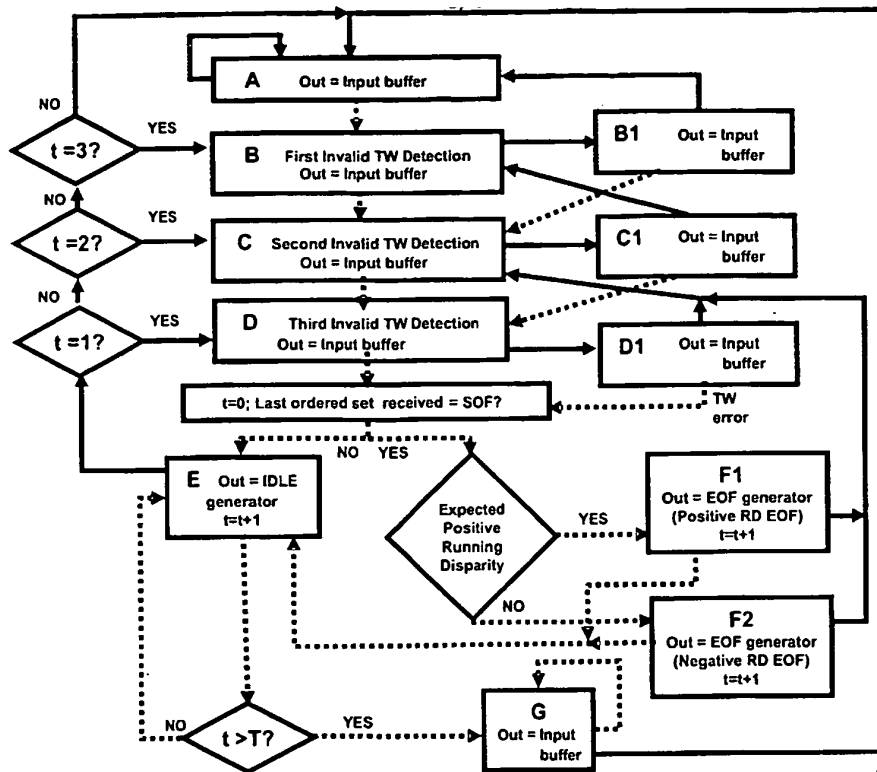 A Out = Input buffer
NO
t =3?
YES
B First Invalid TW Detection
Out = Input buffer
B1
Out = Input
buffer
NO
t=2?
YES
C Second Invalid TW Detection
Out = Input buffer
C1
Out = Input
buffer
NO
t =1?
YES
D Third Invalid TW Detection
Out = Input buffer
D1
Out = Input
buffer
t=0; Last ordered set received = SOF?
TW
error
NO YES
E Out = IDLE
generator
t=t+1
Expected
Positive
Running
Disparity
YES
F1
Out = EOF generator
(Positive RD EOF)
t=t+1
NO
F2
Out = EOF generator
(Negative RD EOF)
t=t+1
NO
t >T?
YES
G
Out = Input
buffer